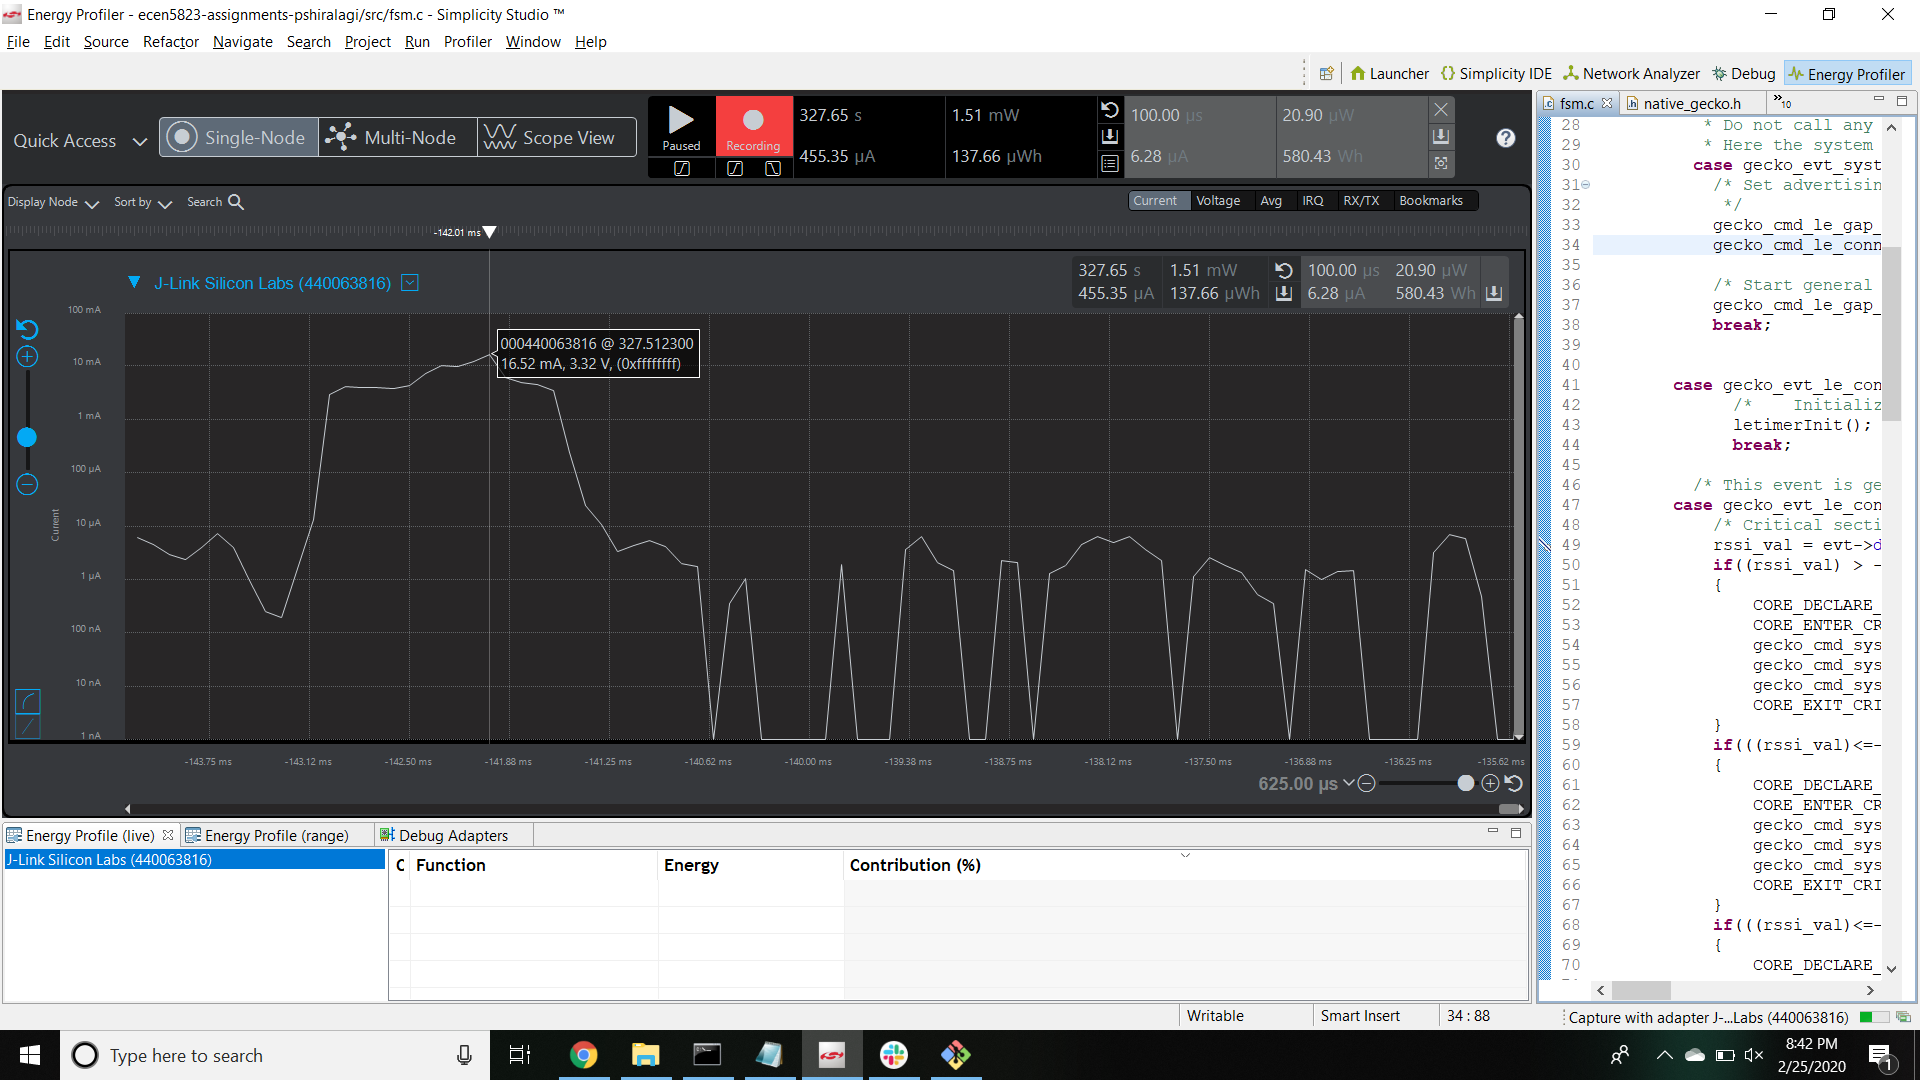 Energy Profiler - ecen5823-assignments-pshiralagi/src/fsm.c - Simplicity Studio ™
File Edit Source Refactor Navigate Search Project Run Profiler Window Help
Launcher Simplicity IDE Network Analyzer Debug Energy Profiler
Quick Access Single-Node Multi-Node Scope View
Paused Recording
327.65 s 1.51 mW 100.00 µs 20.90 µW
455.35 µA 137.66 µWh 6.28 µA 580.43 Wh
Display Node Sort by Search
Current Voltage Avg IRQ RX/TX Bookmarks
-142.01 ms
J-Link Silicon Labs (440063816)
327.65 s 1.51 mW 100.00 µs 20.90 µW
455.35 µA 137.66 µWh 6.28 µA 580.43 Wh
000440063816 @ 327.512300
16.52 mA, 3.32 V, (0xffffffff)
100 mA
10 mA
1 mA
100 µA
10 µA
1 µA
100 nA
10 nA
1 nA
Current
-143.75 ms -143.12 ms -142.50 ms -141.88 ms -141.25 ms -140.62 ms -140.00 ms -139.38 ms -138.75 ms -138.12 ms -137.50 ms -136.88 ms -136.25 ms -135.62 ms
625.00 µs
Energy Profile (live) Energy Profile (range) Debug Adapters
J-Link Silicon Labs (440063816)
C Function Energy Contribution (%)
fsm.c native_gecko.h »10
28 * Do not call any
29 * Here the system
30 case gecko_evt_syst
31 /* Set advertisin
32 */
33 gecko_cmd_le_gap_
34 gecko_cmd_le_conn
35
36 /* Start general
37 gecko_cmd_le_gap_
38 break;
39
40
41 case gecko_evt_le_con
42 /* Initializ
43 letimerInit();
44 break;
45
46 /* This event is ge
47 case gecko_evt_le_con
48 /* Critical secti
49 rssi_val = evt->d
50 if((rssi_val) > -
51 {
52 CORE_DECLARE_
53 CORE_ENTER_CR
54 gecko_cmd_sys
55 gecko_cmd_sys
56 gecko_cmd_sys
57 CORE_EXIT_CRI
58 }
59 if(((rssi_val)<=-
60 {
61 CORE_DECLARE_
62 CORE_ENTER_CR
63 gecko_cmd_sys
64 gecko_cmd_sys
65 gecko_cmd_sys
66 CORE_EXIT_CRI
67 }
68 if(((rssi_val)<=-
69 {
70 CORE_DECLARE_
Writable Smart Insert 34 : 88 Capture with adapter J-...Labs (440063816)
Type here to search
8:42 PM
2/25/2020
1